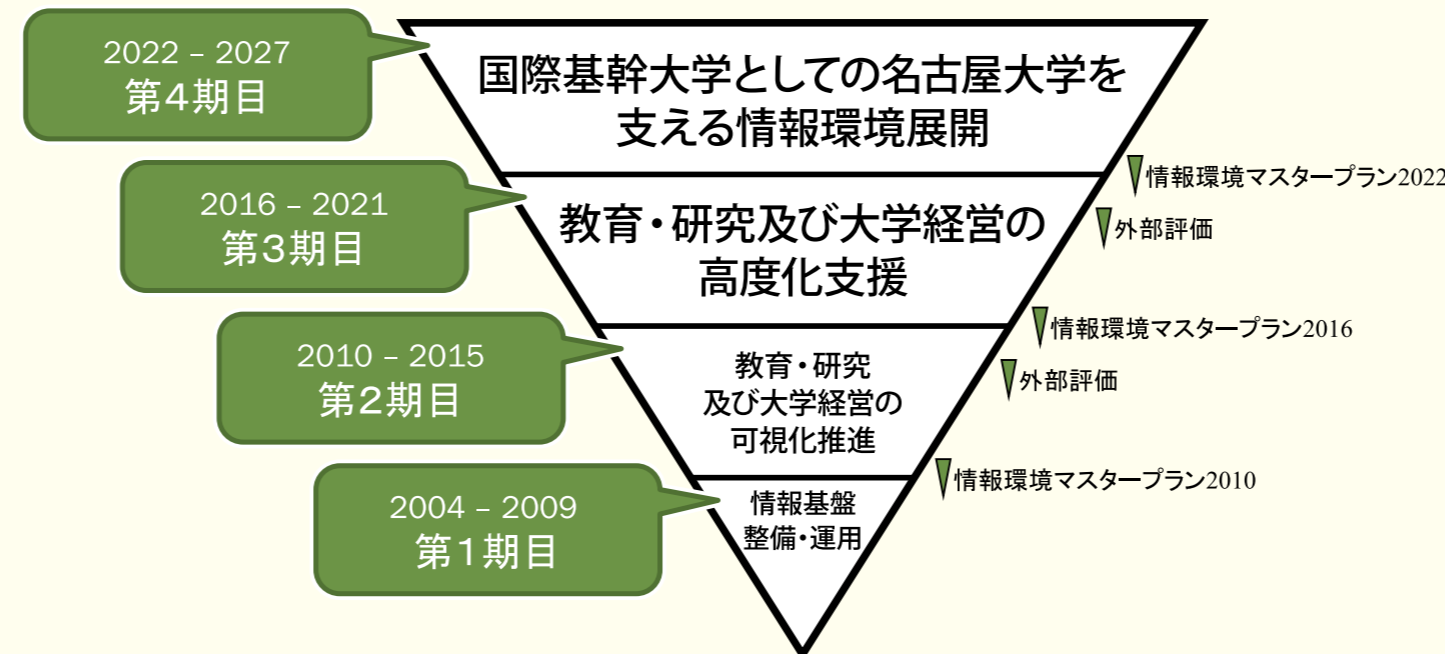 2022 – 2027
第4期目
国際基幹大学としての名古屋大学を
支える情報環境展開
情報環境マスタープラン2022
2016 – 2021
第3期目
教育・研究及び大学経営の
高度化支援
外部評価
情報環境マスタープラン2016
2010 – 2015
第2期目
教育・研究
及び大学経営の
可視化推進
外部評価
情報環境マスタープラン2010
2004 – 2009
第1期目
情報基盤
整備・運用